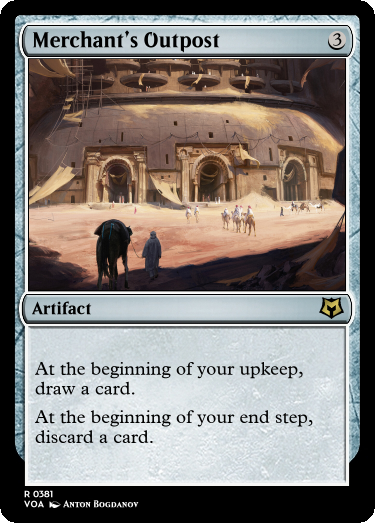 Merchant's Outpost 3
Artifact
At the beginning of your upkeep,
draw a card.
At the beginning of your end step,
discard a card.
R 0381
VOA Anton Bogdanov